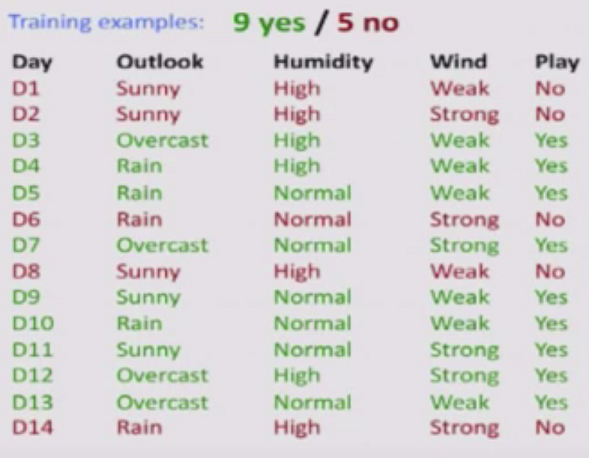 Training examples: 9 yes / 5 no
Day Outlook Humidity Wind Play
D1 Sunny High Weak No
D2 Sunny High Strong No
D3 Overcast High Weak Yes
D4 Rain High Weak Yes
D5 Rain Normal Weak Yes
D6 Rain Normal Strong No
D7 Overcast Normal Strong Yes
D8 Sunny High Weak No
D9 Sunny Normal Weak Yes
D10 Rain Normal Weak Yes
D11 Sunny Normal Strong Yes
D12 Overcast High Strong Yes
D13 Overcast Normal Weak Yes
D14 Rain High Strong No